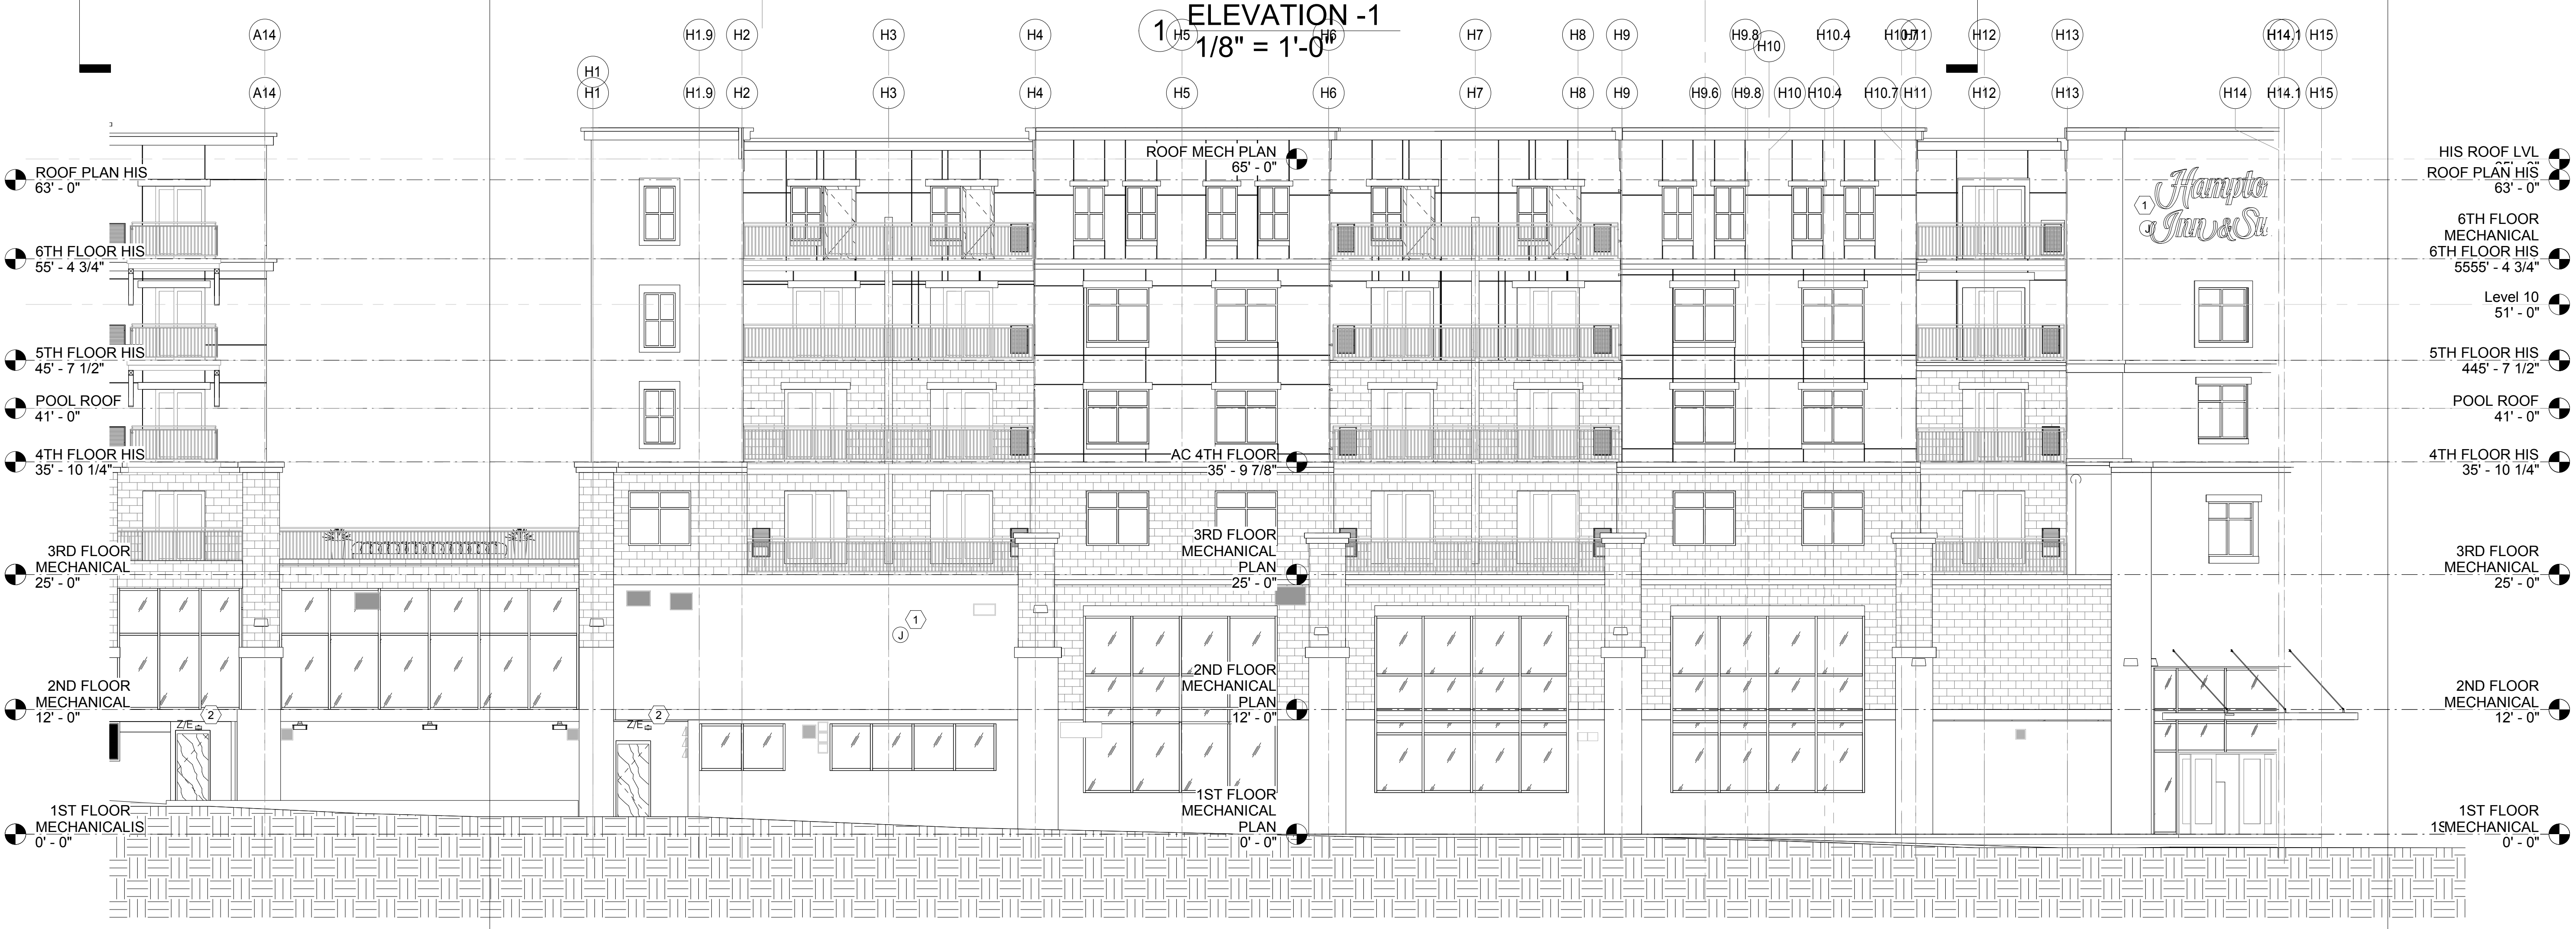 ELEVATION -1
1
1/8" = 1'-0"
A14
H1.9
H2
H3
H4
H5
H6
H7
H8
H9
H9.8
H10
H10.4
H10.7
H11
H12
H13
H14.1
H15
H1
A14
H1
H1.9
H2
H3
H4
H5
H6
H7
H8
H9
H9.6
H9.8
H10
H10.4
H10.7
H11
H12
H13
H14
H14.1
H15
ROOF PLAN HIS
63' - 0"
6TH FLOOR HIS
55' - 4 3/4"
5TH FLOOR HIS
45' - 7 1/2"
POOL ROOF
41' - 0"
4TH FLOOR HIS
35' - 10 1/4"
3RD FLOOR
MECHANICAL
25' - 0"
2ND FLOOR
MECHANICAL
12' - 0"
1ST FLOOR
MECHANICALIS
0' - 0"
Z/E
2
Z/E
2
J
1
ROOF MECH PLAN
65' - 0"
AC 4TH FLOOR
35' - 9 7/8"
3RD FLOOR
MECHANICAL
PLAN
25' - 0"
2ND FLOOR
MECHANICAL
PLAN
12' - 0"
1ST FLOOR
MECHANICAL
PLAN
0' - 0"
1
J
Hampto
Inn & Su
HIS ROOF LVL
ROOF PLAN HIS
63' - 0"
6TH FLOOR
MECHANICAL
6TH FLOOR HIS
5555' - 4 3/4"
Level 10
51' - 0"
5TH FLOOR HIS
445' - 7 1/2"
POOL ROOF
41' - 0"
4TH FLOOR HIS
35' - 10 1/4"
3RD FLOOR
MECHANICAL
25' - 0"
2ND FLOOR
MECHANICAL
12' - 0"
1ST FLOOR
MECHANICAL
0' - 0"